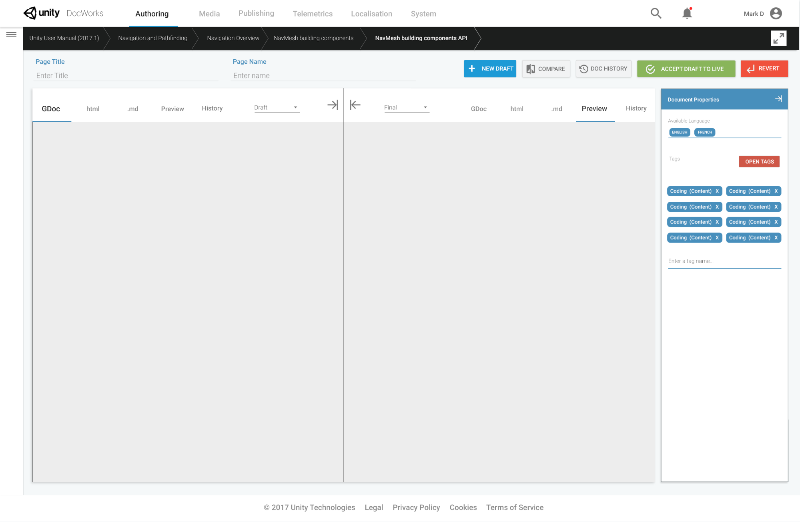 unity DocWorks Authoring Media Publishing Telemetrics Localisation System Mark D
Unity User Manual (2017.1) Navigation and Pathfinding Navigation Overview NavMesh building components NavMesh building components API
Page Title Page Name
Enter Title Enter name
NEW DRAFT COMPARE DOC HISTORY ACCEPT DRAFT TO LIVE REVERT
GDoc html .md Preview History Draft Final GDoc html .md Preview History
Document Properties
Available Language
ENGLISH FRENCH
Tags OPEN TAGS
Coding (Content) X Coding (Content) X
Coding (Content) X Coding (Content) X
Coding (Content) X Coding (Content) X
Coding (Content) X Coding (Content) X
Enter a tag name.
© 2017 Unity Technologies Legal Privacy Policy Cookies Terms of Service